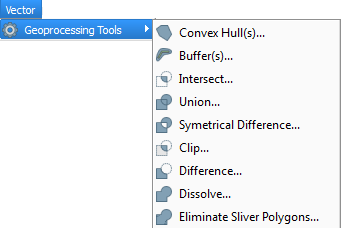 Vector
Geoprocessing Tools
Convex Hull(s)...
Buffer(s)...
Intersect...
Union...
Symetrical Difference...
Clip...
Difference...
Dissolve...
Eliminate Sliver Polygons...